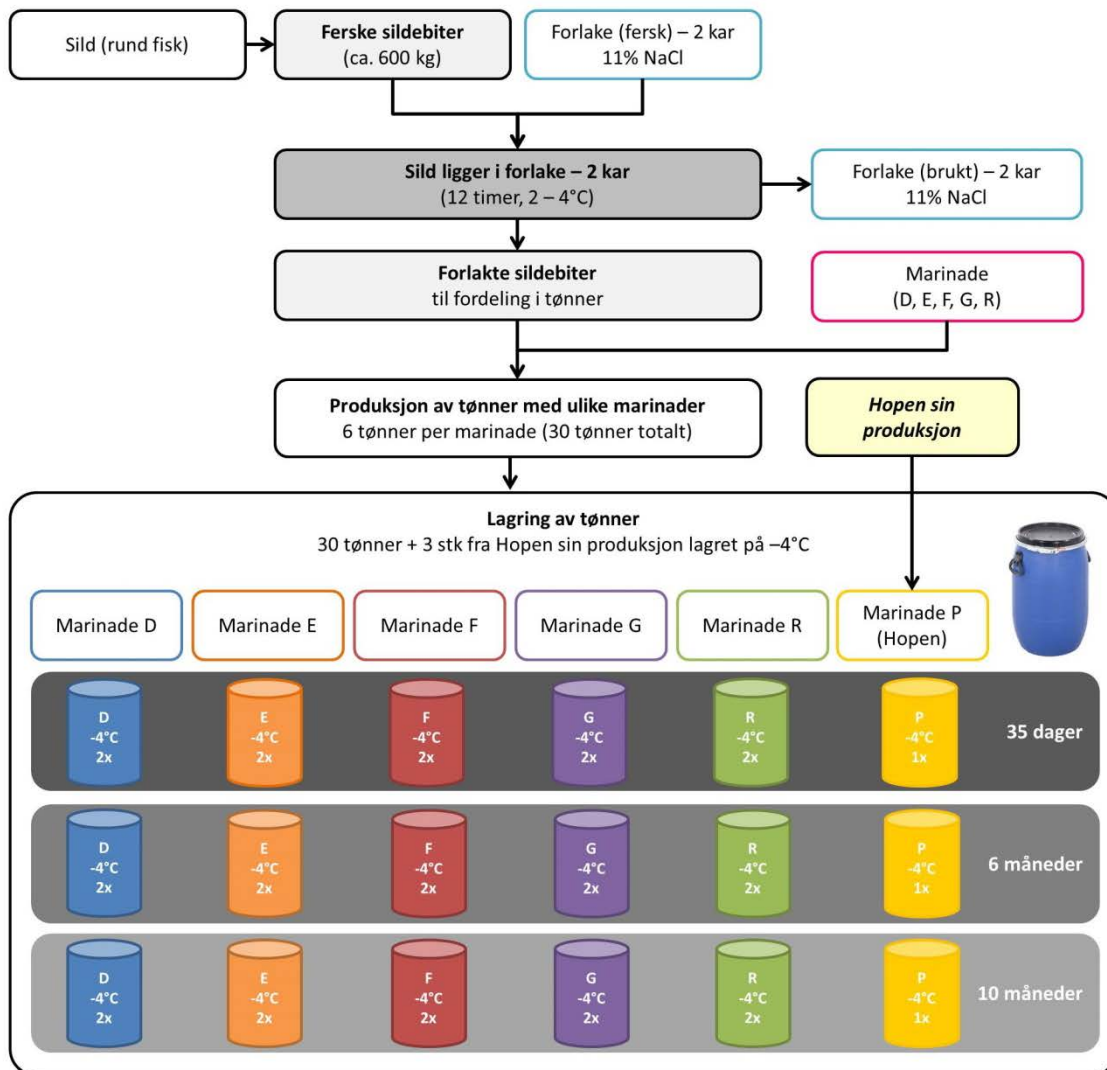 Sild (rund fisk)
Ferske sildebiter
(ca. 600 kg)
Forlake (fersk) – 2 kar
11% NaCl
Sild ligger i forlake – 2 kar
(12 timer, 2 – 4°C)
Forlake (brukt) – 2 kar
11% NaCl
Forlakte sildebiter
til fordeling i tønner
Marinade
(D, E, F, G, R)
Produksjon av tønner med ulike marinader
6 tønner per marinade (30 tønner totalt)
Hopen sin
produksjon
Lagring av tønner
30 tønner + 3 stk fra Hopen sin produksjon lagret på –4°C
Marinade D
Marinade E
Marinade F
Marinade G
Marinade R
Marinade P
(Hopen)
D
-4°C
2x
E
-4°C
2x
F
-4°C
2x
G
-4°C
2x
R
-4°C
2x
P
-4°C
1x
35 dager
D
-4°C
2x
E
-4°C
2x
F
-4°C
2x
G
-4°C
2x
R
-4°C
2x
P
-4°C
1x
6 måneder
D
-4°C
2x
E
-4°C
2x
F
-4°C
2x
G
-4°C
2x
R
-4°C
2x
P
-4°C
1x
10 måneder